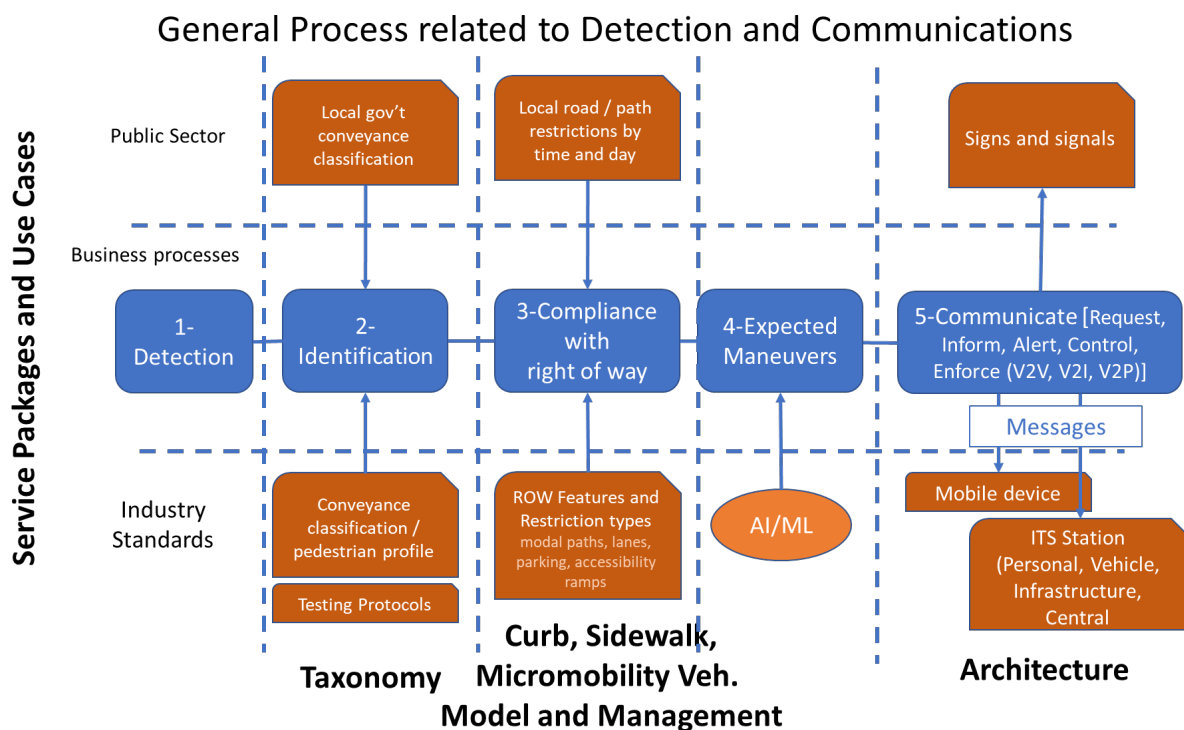 General Process related to Detection and Communications
Service Packages and Use Cases
Public Sector
Local gov’t
conveyance
classification
Local road / path
restrictions by
time and day
Signs and signals
Business processes
1-
Detection
2-
Identification
3-Compliance
with
right of way
4-Expected
Maneuvers
5-Communicate [Request,
Inform, Alert, Control,
Enforce (V2V, V2I, V2P)]
Messages
Industry
Standards
Conveyance
classification /
pedestrian profile
Testing Protocols
ROW Features and
Restriction types
modal paths, lanes,
parking, accessibility
ramps
AI/ML
Mobile device
ITS Station
(Personal, Vehicle,
Infrastructure,
Central
Taxonomy
Curb, Sidewalk,
Micromobility Veh.
Model and Management
Architecture